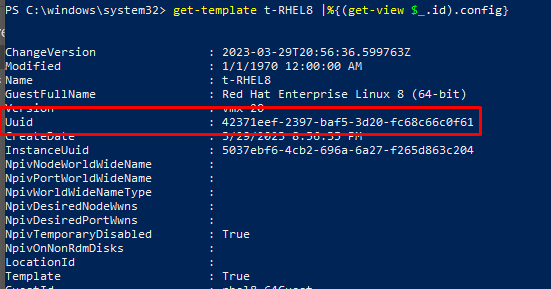 PS C:\windows\system32> get-template t-RHEL8 |%{(get-view $_.id).config}
ChangeVersion : 2023-03-29T20:56:36.599763Z
Modified : 1/1/1970 12:00:00 AM
Name : t-RHEL8
GuestFullName : Red Hat Enterprise Linux 8 (64-bit)
Version : vmx-20
Uuid : 42371eef-2397-baf5-3d20-fc68c66c0f61
CreateDate : 3/29/2023 8:56:35 PM
InstanceUuid : 5037ebf6-4cb2-696a-6a27-f265d863c204
NpivNodeWorldWideName :
NpivPortWorldWideName :
NpivWorldWideNameType :
NpivDesiredNodeWwns :
NpivDesiredPortWwns :
NpivTemporaryDisabled : True
NpivOnNonRdmDisks :
LocationId :
Template : True